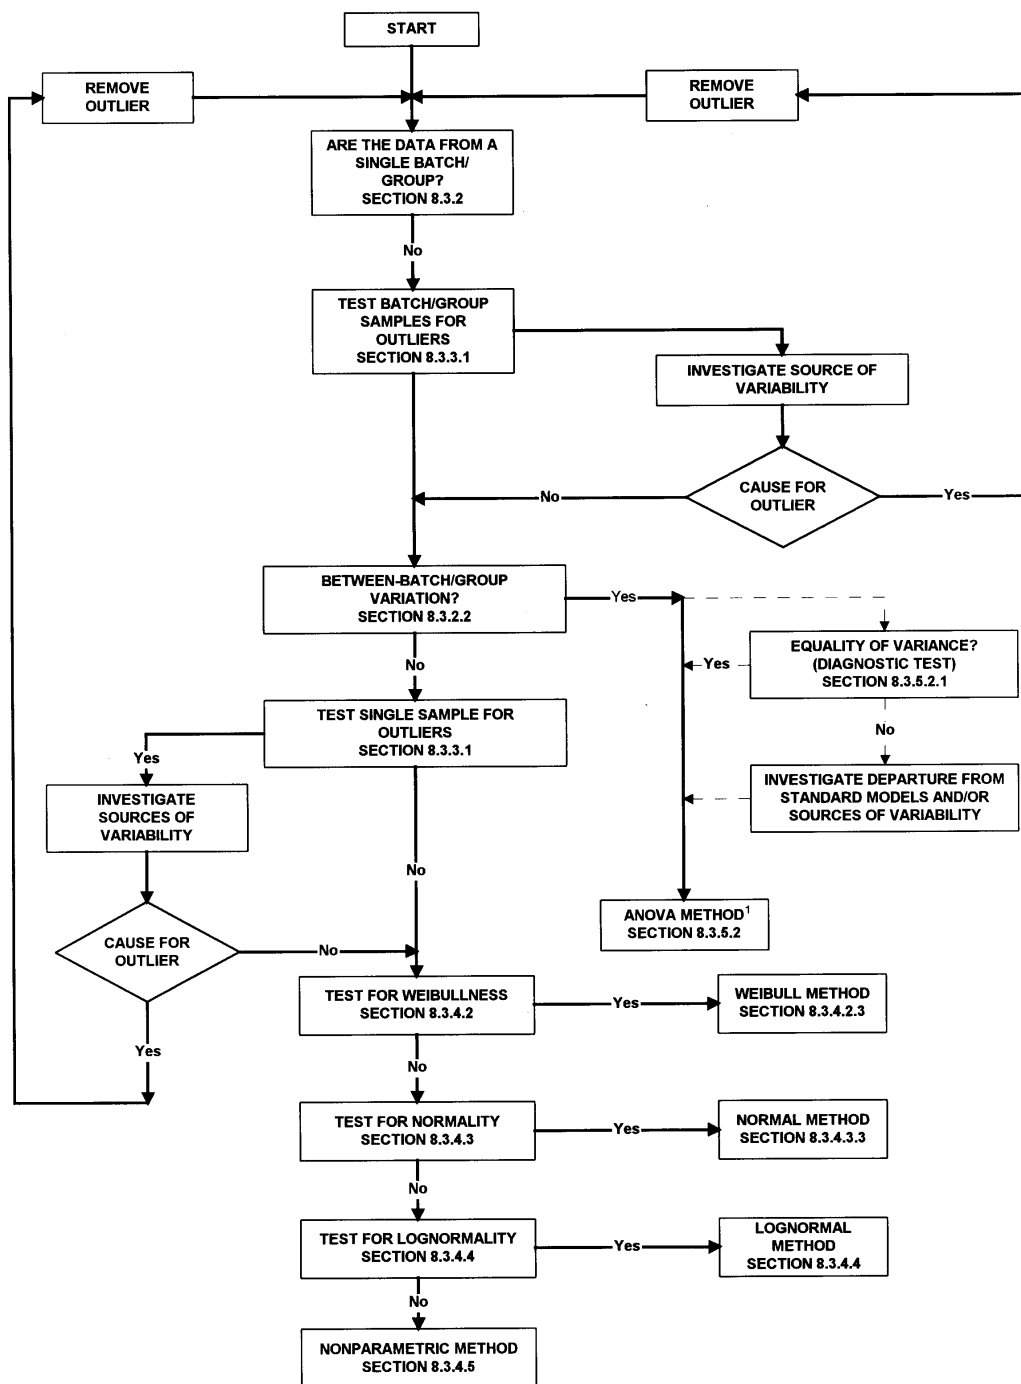 START
REMOVE
OUTLIER
REMOVE
OUTLIER
ARE THE DATA FROM A
SINGLE BATCH/
GROUP?
SECTION 8.3.2
No
TEST BATCH/GROUP
SAMPLES FOR
OUTLIERS
SECTION 8.3.3.1
INVESTIGATE SOURCE OF
VARIABILITY
CAUSE FOR
OUTLIER
No
Yes
BETWEEN-BATCH/GROUP
VARIATION?
SECTION 8.3.2.2
Yes
EQUALITY OF VARIANCE?
(DIAGNOSTIC TEST)
SECTION 8.3.5.2.1
Yes
No
No
TEST SINGLE SAMPLE FOR
OUTLIERS
SECTION 8.3.3.1
Yes
INVESTIGATE
SOURCES OF
VARIABILITY
INVESTIGATE DEPARTURE FROM
STANDARD MODELS AND/OR
SOURCES OF VARIABILITY
No
ANOVA METHOD¹
SECTION 8.3.5.2
CAUSE FOR
OUTLIER
No
Yes
TEST FOR WEIBULLNESS
SECTION 8.3.4.2
Yes
WEIBULL METHOD
SECTION 8.3.4.2.3
No
TEST FOR NORMALITY
SECTION 8.3.4.3
Yes
NORMAL METHOD
SECTION 8.3.4.3.3
No
TEST FOR LOGNORMALITY
SECTION 8.3.4.4
Yes
LOGNORMAL
METHOD
SECTION 8.3.4.4
No
NONPARAMETRIC METHOD
SECTION 8.3.4.5